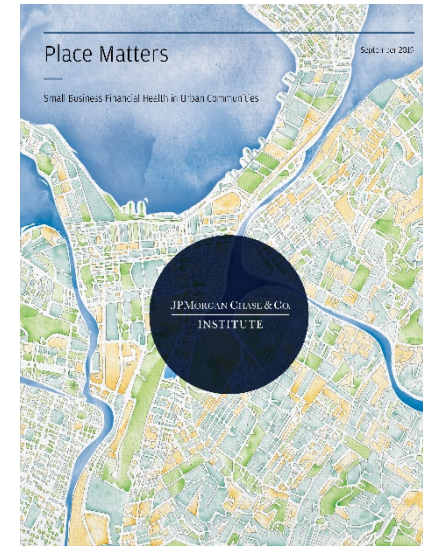 Place Matters
September 2019
Small Business Financial Health in Urban Communities
JPMORGAN CHASE & CO.
INSTITUTE